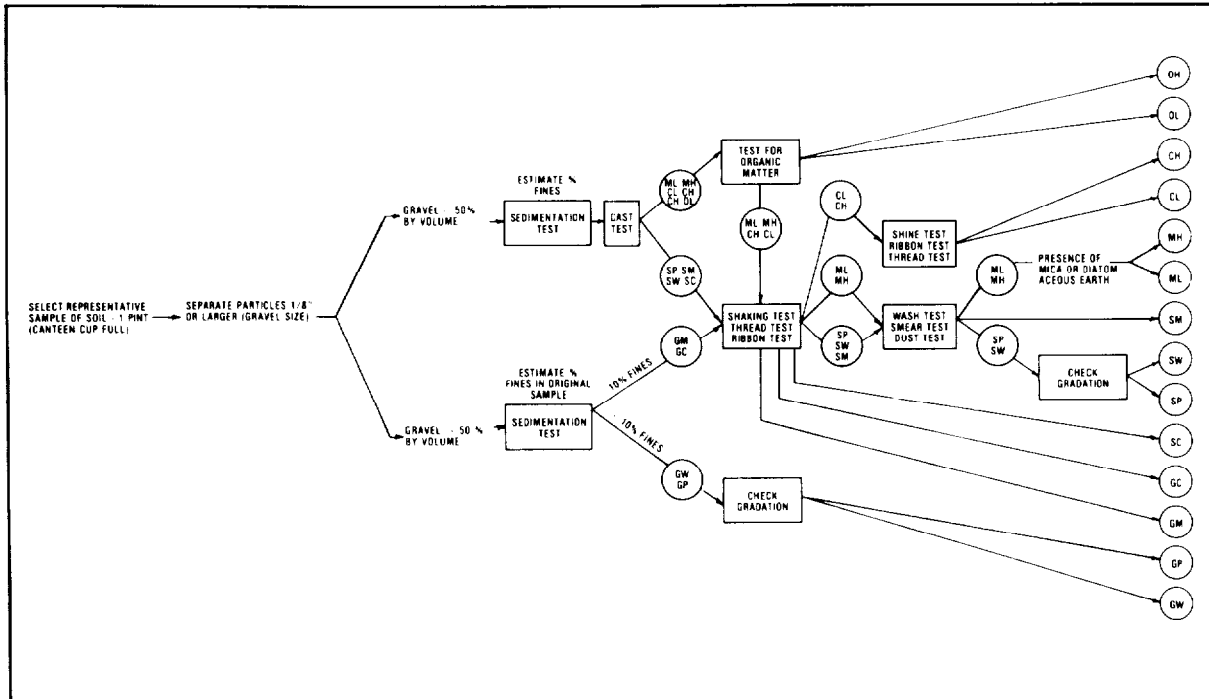 SELECT REPRESENTATIVE
SAMPLE OF SOIL - 1 PINT
(CANTEEN CUP FULL)
SEPARATE PARTICLES 1/8"
OR LARGER (GRAVEL SIZE)
GRAVEL - 50%
BY VOLUME
ESTIMATE %
FINES
SEDIMENTATION
TEST
CAST
TEST
ML MH
CL CH
CH OL
SP SM
SW SC
TEST FOR
ORGANIC
MATTER
ML MH
CH CL
SHAKING TEST
THREAD TEST
RIBBON TEST
CL
CH
SHINE TEST
RIBBON TEST
THREAD TEST
ML
MH
SP
SW
SM
WASH TEST
SMEAR TEST
DUST TEST
ML
MH
PRESENCE OF
MICA OR DIATOM
ACEOUS EARTH
SP
SW
CHECK
GRADATION
GRAVEL - 50 %
BY VOLUME
ESTIMATE %
FINES IN ORIGINAL
SAMPLE
SEDIMENTATION
TEST
10% FINES
GM
GC
10% FINES
GW
GP
CHECK
GRADATION
OH
OL
CH
CL
MH
ML
SM
SW
SP
SC
GC
GM
GP
GW